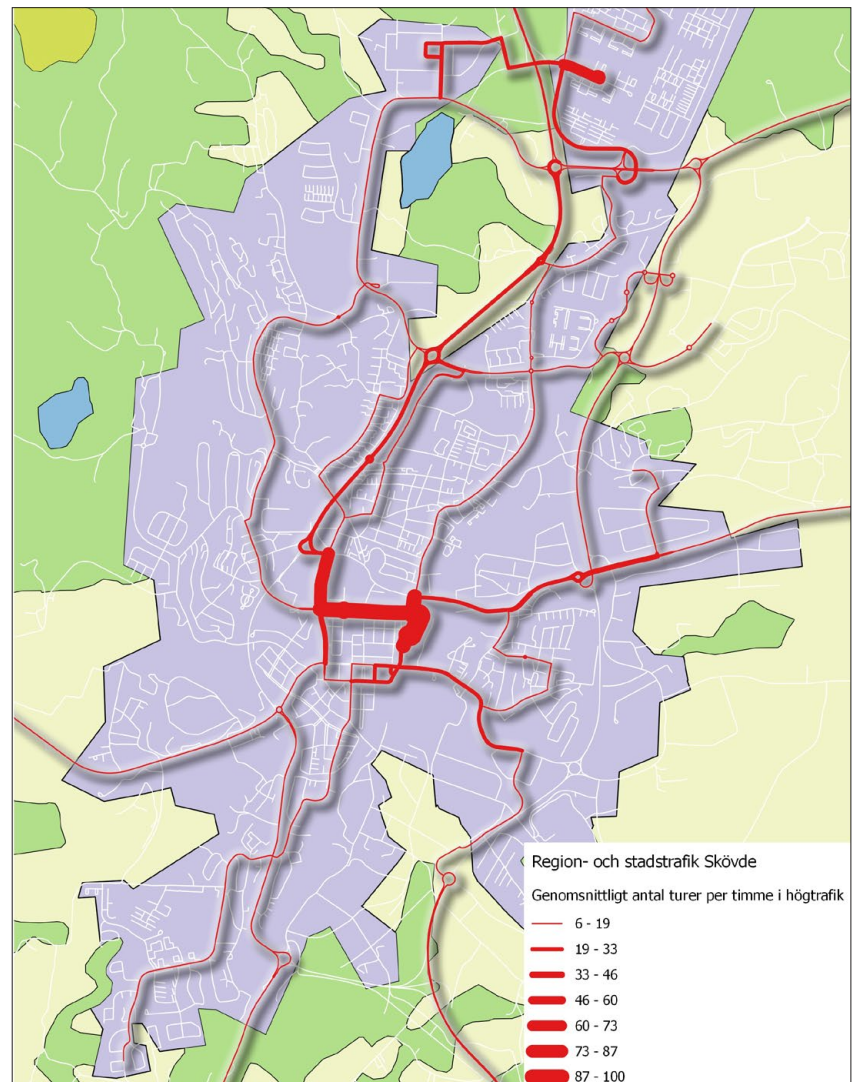 Region- och stadstrafik Skövde
Genomsnittligt antal turer per timme i högtrafik
6 - 19
19 - 33
33 - 46
46 - 60
60 - 73
73 - 87
87 - 100